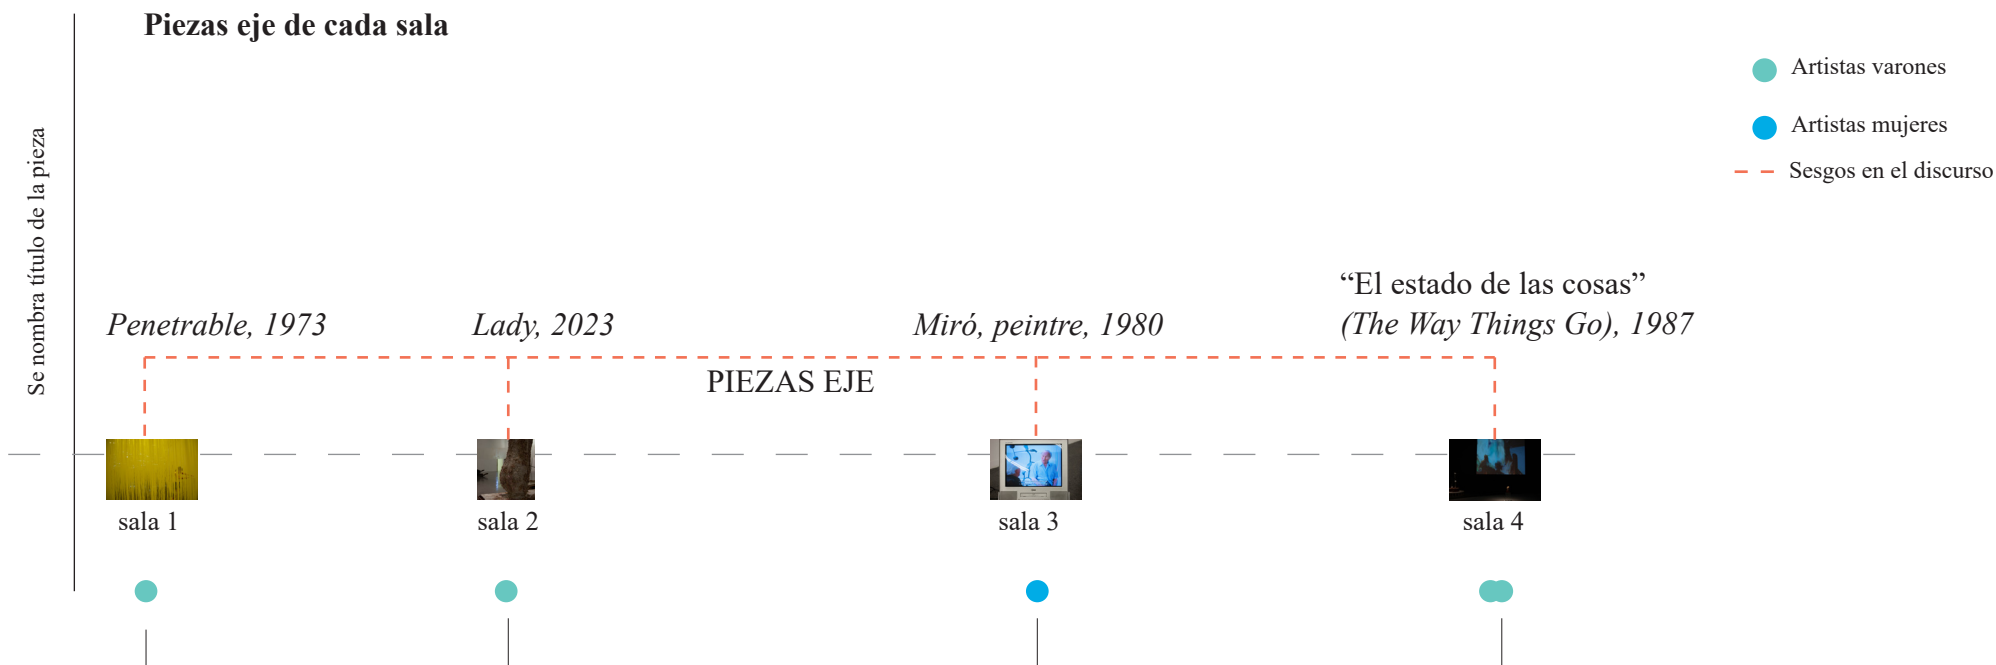 Piezas eje de cada sala
Artistas varones
Artistas mujeres
Sesgos en el discurso
Se nombra título de la pieza
Penetrable, 1973
Lady, 2023
Miró, peintre, 1980
“El estado de las cosas”
(The Way Things Go), 1987
PIEZAS EJE
sala 1
sala 2
sala 3
sala 4